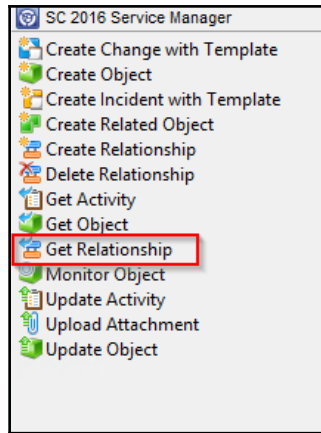 SC 2016 Service Manager
Create Change with Template
Create Object
Create Incident with Template
Create Related Object
Create Relationship
Delete Relationship
Get Activity
Get Object
Get Relationship
Monitor Object
Update Activity
Upload Attachment
Update Object